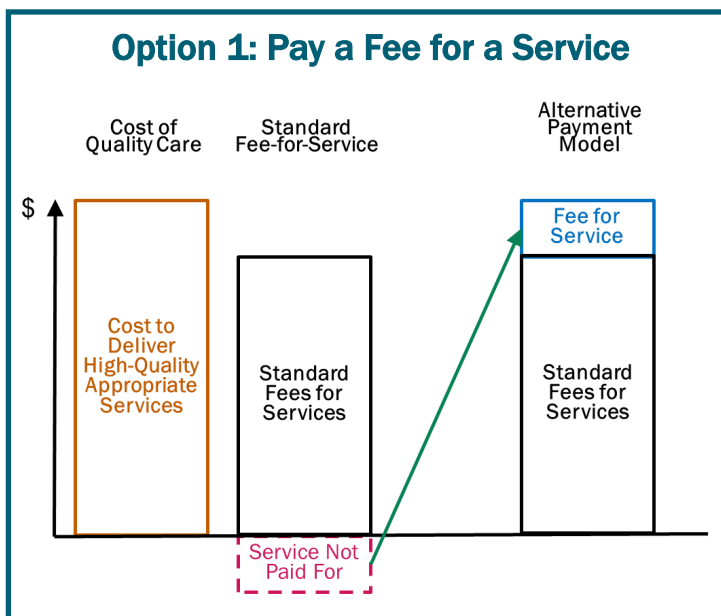 Option 1: Pay a Fee for a Service
Cost of
Quality Care
Standard
Fee-for-Service
Alternative
Payment
Model
$
Cost to
Deliver
High-Quality
Appropriate
Services
Standard
Fees for
Services
Service Not
Paid For
Fee for
Service
Standard
Fees for
Services